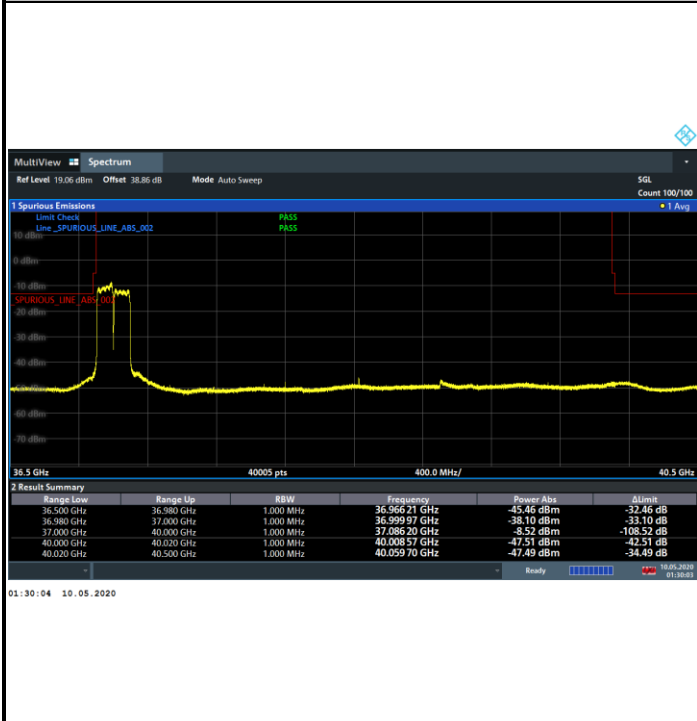 MultiView Spectrum
Ref Level 19.06 dBm Offset 38.86 dB Mode Auto Sweep SGL
Count 100/100
1 Spurious Emissions 1 Avg
Limit Check PASS
Line _SPURIOUS_LINE_ABS_002 PASS
10 dBm
0 dBm
-10 dBm
SPURIOUS_LINE_ABS_002
-20 dBm
-30 dBm
-40 dBm
-60 dBm
-70 dBm
36.5 GHz 40005 pts 400.0 MHz/ 40.5 GHz
2 Result Summary
Range Low Range Up RBW Frequency Power Abs ΔLimit
36.500 GHz 36.980 GHz 1.000 MHz 36.966 21 GHz -45.46 dBm -32.46 dB
36.980 GHz 37.000 GHz 1.000 MHz 36.999 97 GHz -38.10 dBm -33.10 dB
37.000 GHz 40.000 GHz 1.000 MHz 37.086 20 GHz -8.52 dBm -108.52 dB
40.000 GHz 40.020 GHz 1.000 MHz 40.008 57 GHz -47.51 dBm -42.51 dB
40.020 GHz 40.500 GHz 1.000 MHz 40.059 70 GHz -47.49 dBm -34.49 dB
Ready 10.05.2020
01:30:03
01:30:04 10.05.2020